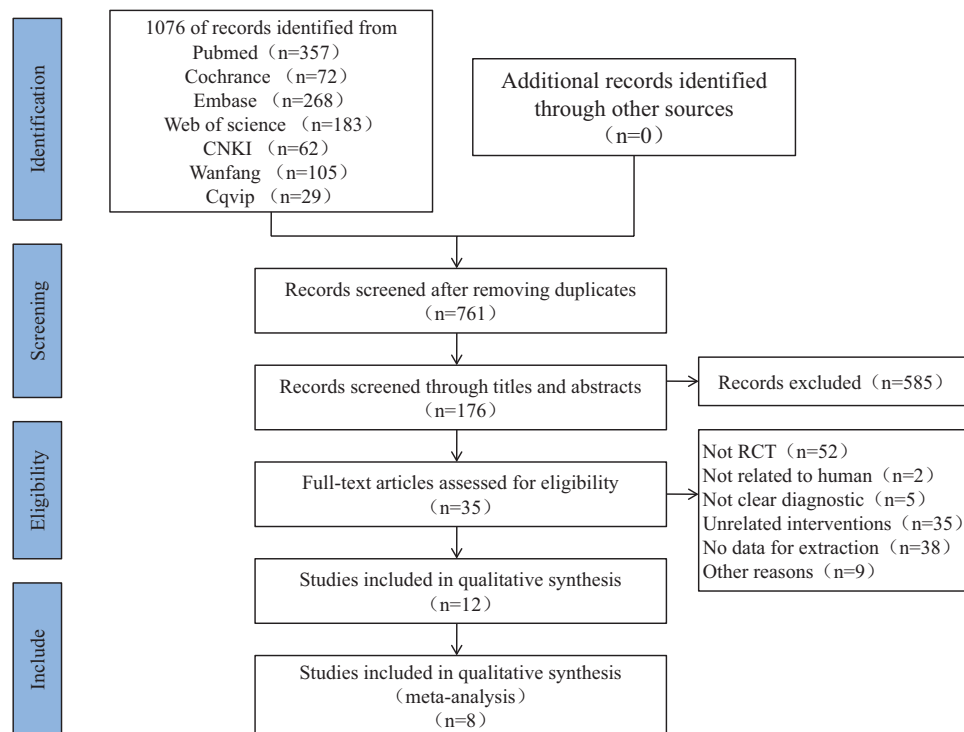 Identification
1076 of records identified from
Pubmed（n=357）
Cochrance （n=72）
Embase（n=268）
Web of science （n=183）
CNKI（n=62）
Wanfang（n=105）
Cqvip（n=29）
Additional records identified
through other sources
（n=0）
Screening
Records screened after removing duplicates
（n=761）
Records screened through titles and abstracts
（n=176）
Records excluded（n=585）
Eligibility
Full-text articles assessed for eligibility
（n=35）
Not RCT（n=52）
Not related to human（n=2）
Not clear diagnostic（n=5）
Unrelated interventions（n=35）
No data for extraction（n=38）
Other reasons（n=9）
Studies included in qualitative synthesis
（n=12）
Include
Studies included in qualitative synthesis
（meta-analysis）
（n=8）